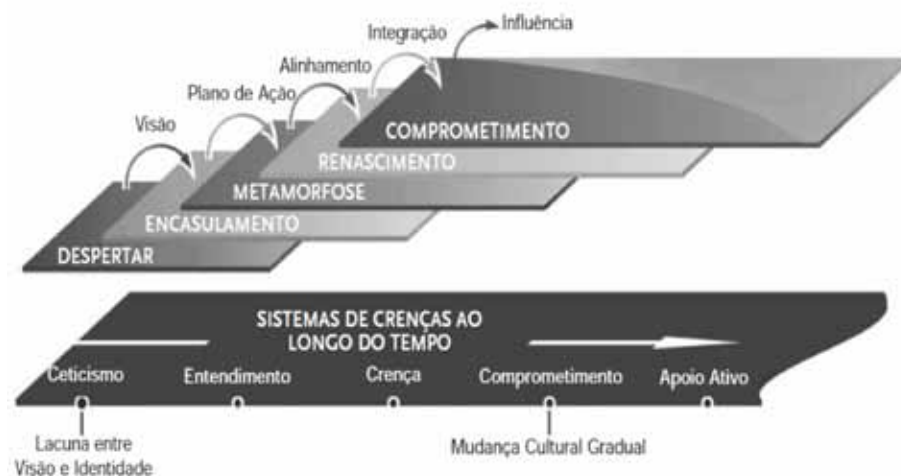 Influência
Integração
Alinhamento
Plano de Ação
Visão
COMPROMETIMENTO
RENASCIMENTO
METAMORFOSE
ENCASULAMENTO
DESPERTAR
SISTEMAS DE CRENÇAS AO
LONGO DO TEMPO
Ceticismo Entendimento Crença Comprometimento Apoio Ativo
Lacuna entre
Visão e Identidade
Mudança Cultural Gradual